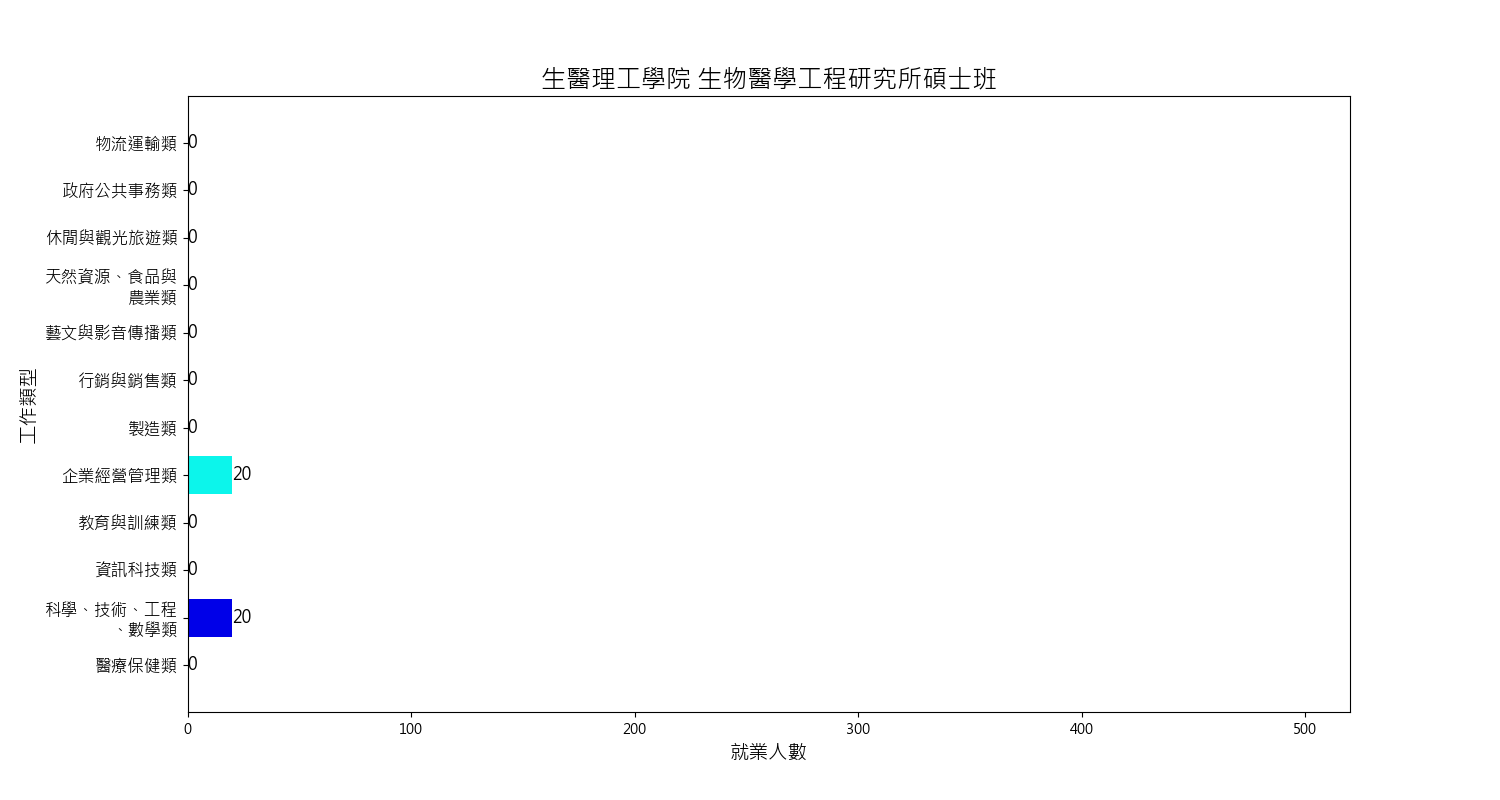 生醫理工學院 生物醫學工程研究所碩士班
物流運輸類 0
政府公共事務類 0
休閒與觀光旅遊類 0
天然資源、食品與
農業類 0
藝文與影音傳播類 0
行銷與銷售類 0
製造類 0
企業經營管理類 20
教育與訓練類 0
資訊科技類 0
科學、技術、工程
、數學類 20
醫療保健類 0
工作類型
0 100 200 300 400 500
就業人數